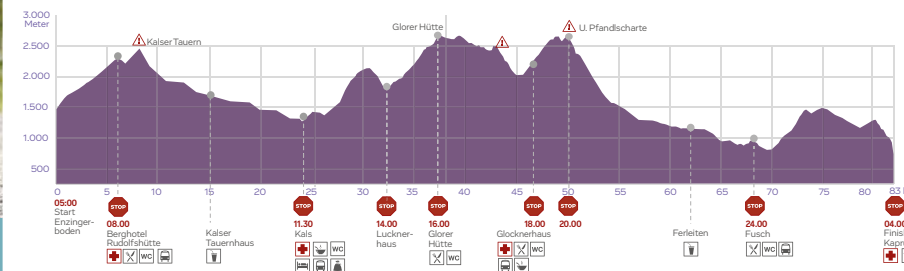 3.000
Meter
2.500
2.000
1.500
1.000
500
Kalser Tauern
Glorer Hütte
U. Pfandlscharte
0 5 10 15 20 25 30 35 40 45 50 55 60 65 70 75 80 83
STOP STOP STOP STOP STOP STOP STOP STOP
05:00
Start
Enzinger-
boden
08.00
Berghotel
Rudolfshütte
WC
Kalser
Tauernhaus
11.30
Kals
WC
14.00
Luckner-
haus
16.00
Glorer
Hütte
WC
18.00
Glocknerhaus
WC
20.00
Ferleiten
24.00
Fusch
WC
04.00